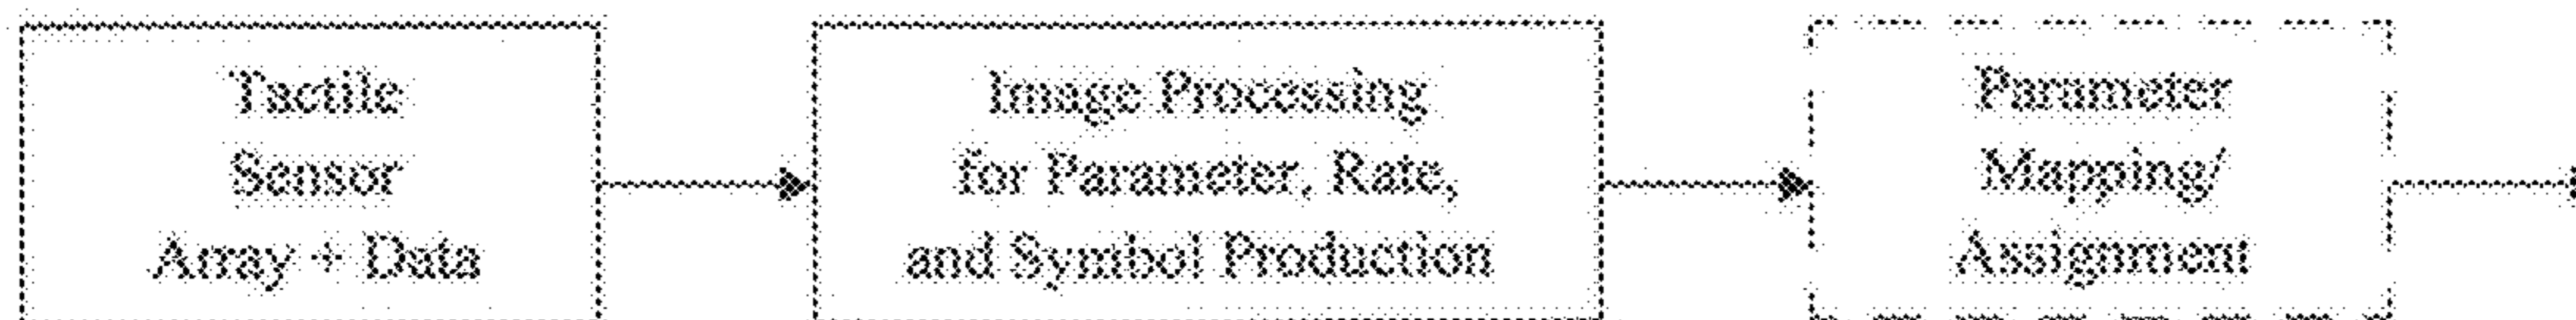 Tactile
Sensor
Array + Data
Image Processing
for Parameter, Rate,
and Symbol Production
Parameter
Mapping/
Assignment